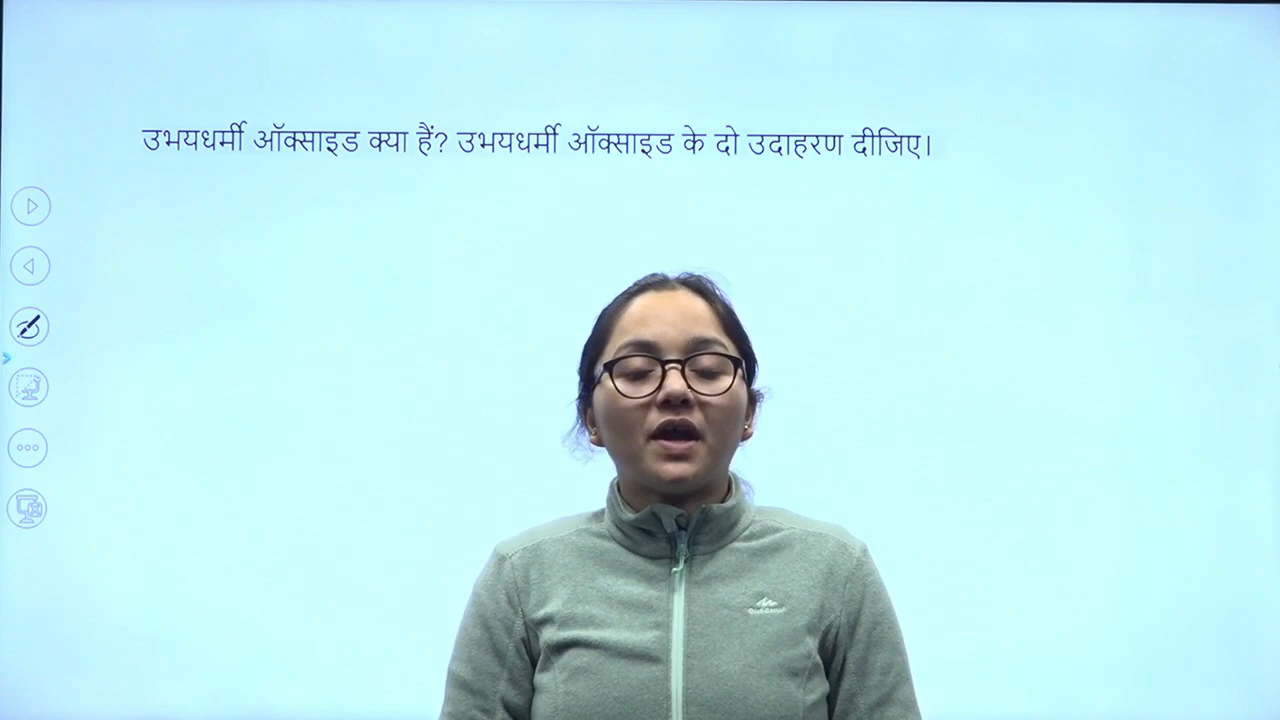 उभयधर्मी ऑक्साइड क्या हैं? उभयधर्मी ऑक्साइड के दो उदाहरण दीजिए।